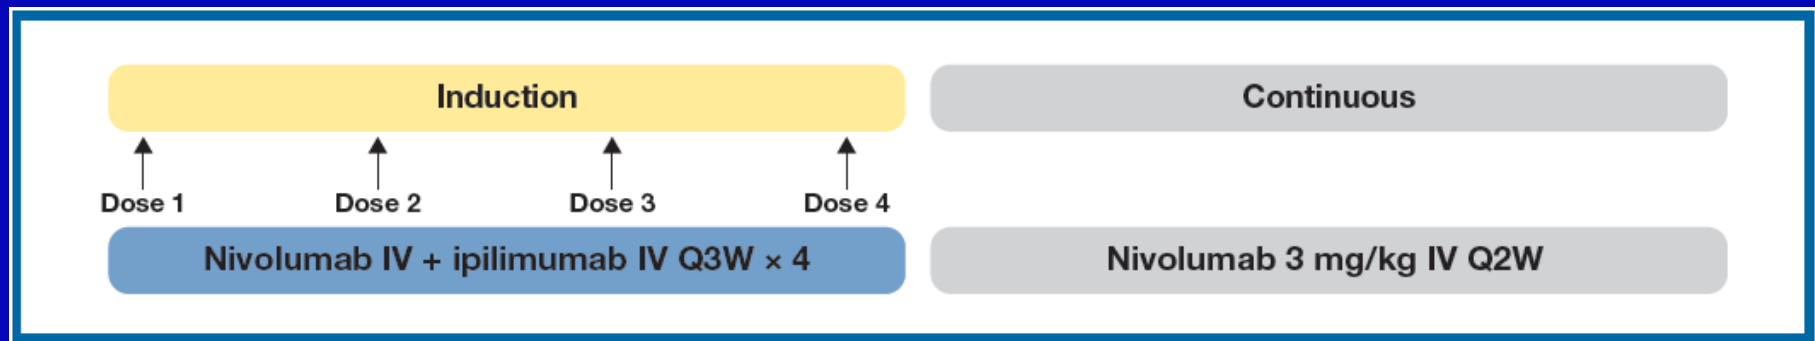 Induction
Continuous
Dose 1
Dose 2
Dose 3
Dose 4
Nivolumab IV + ipilimumab IV Q3W × 4
Nivolumab 3 mg/kg IV Q2W